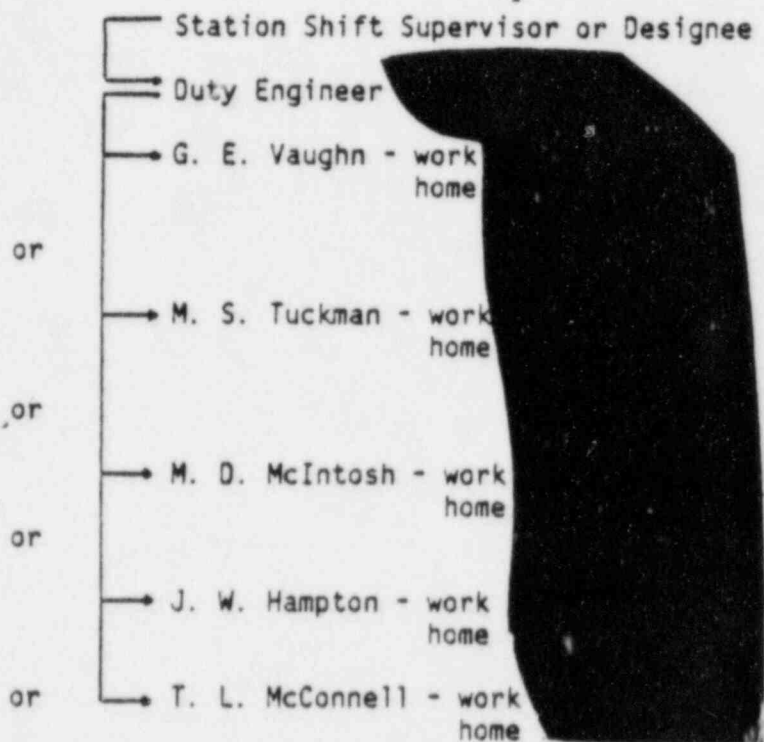 Station Shift Supervisor or Designee
Duty Engineer
G. E. Vaughn - work
home
or
M. S. Tuckman - work
home
or
M. D. McIntosh - work
home
or
J. W. Hampton - work
home
or T. L. McConnell - work
home